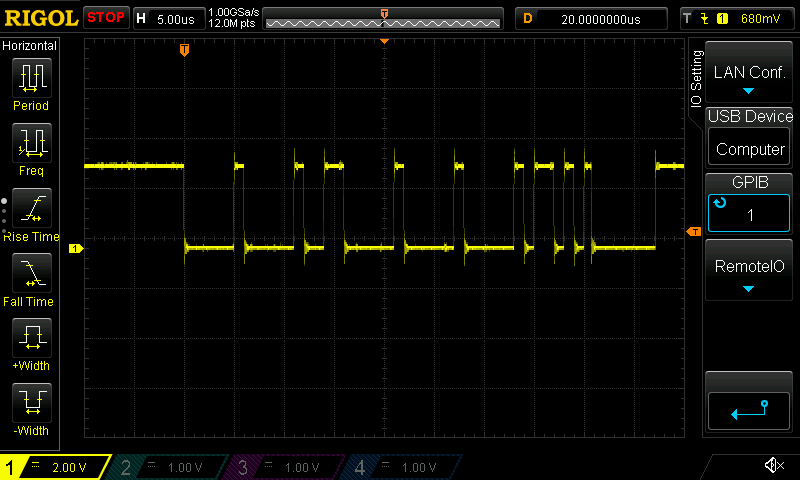 RIGOL STOP H 5.00us 1.00GSa/s 12.0M pts T D 20.0000000us T 1 680mV
Horizontal
Period
Freq
Rise Time
Fall Time
+Width
-Width
T
1
T
IO Setting
LAN Conf.
USB Device
Computer
GPIB
1
RemoteIO
1 2.00 V 2 1.00 V 3 1.00 V 4 1.00 V